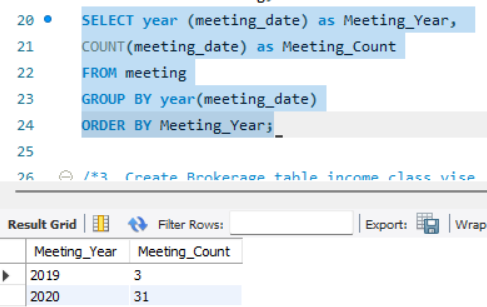 20 SELECT year (meeting_date) as Meeting_Year,
21 COUNT(meeting_date) as Meeting_Count
22 FROM meeting
23 GROUP BY year(meeting_date)
24 ORDER BY Meeting_Year;
25
26 /*3 Create Brokerage table income class vise
Result Grid Filter Rows: Export: Wrap
Meeting_Year Meeting_Count
2019 3
2020 31